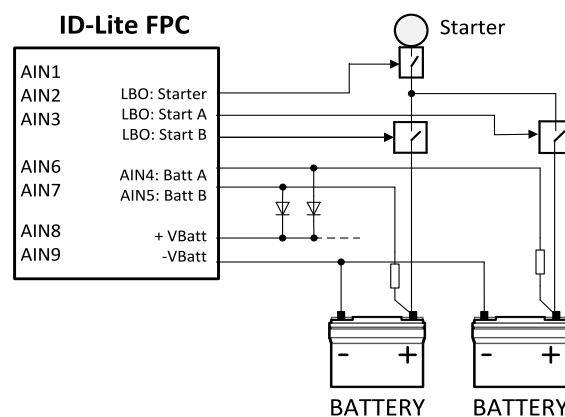 ID-Lite FPC
Starter
AIN1
AIN2
AIN3
LBO: Starter
LBO: Start A
LBO: Start B
AIN6
AIN7
AIN4: Batt A
AIN5: Batt B
AIN8
AIN9
+ VBatt
-VBatt
- +
- +
BATTERY
BATTERY